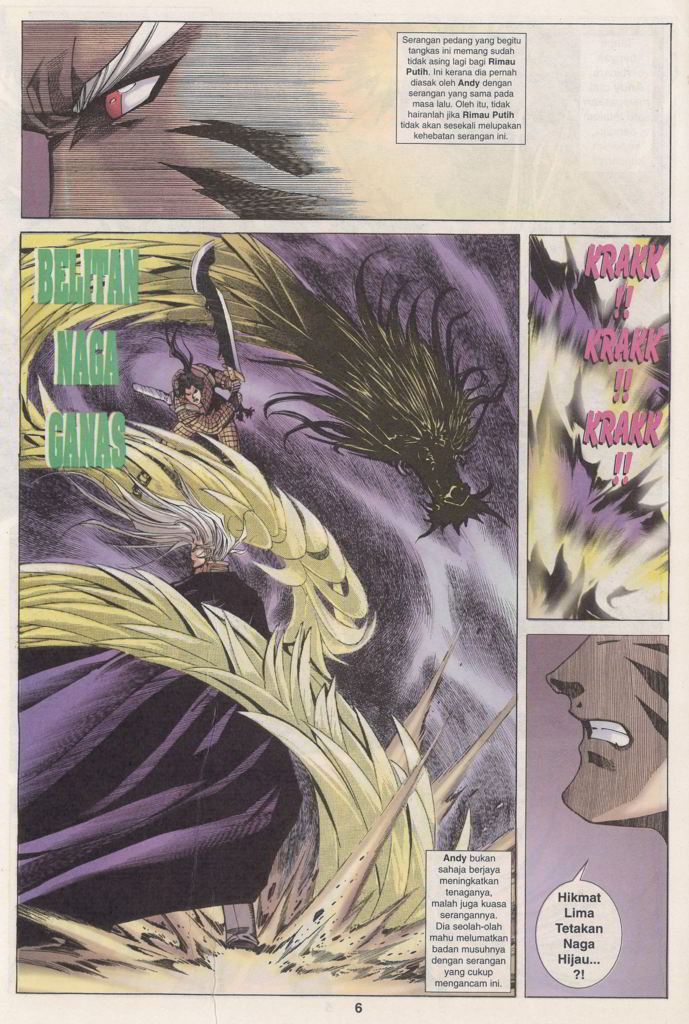 Serangan pedang yang begitu
tangkas ini memang sudah
tidak asing lagi bagi Rimau
Putih. Ini kerana dia pernah
diasak oleh Andy dengan
serangan yang sama pada
masa lalu. Oleh itu, tidak
hairanlah jika Rimau Putih
tidak akan sesekali melupakan
kehebatan serangan ini.
BELITAN
NAGA
GANAS
KRAKK
!!
KRAKK
!!
KRAKK
!!
Andy bukan
sahaja berjaya
meningkatkan
tenaganya,
malah juga kuasa
serangannya.
Dia seolah-olah
mahu melumatkan
badan musuhnya
dengan serangan
yang cukup
mengancam ini.
Hikmat
Lima
Tetakan
Naga
Hijau...
?!
6